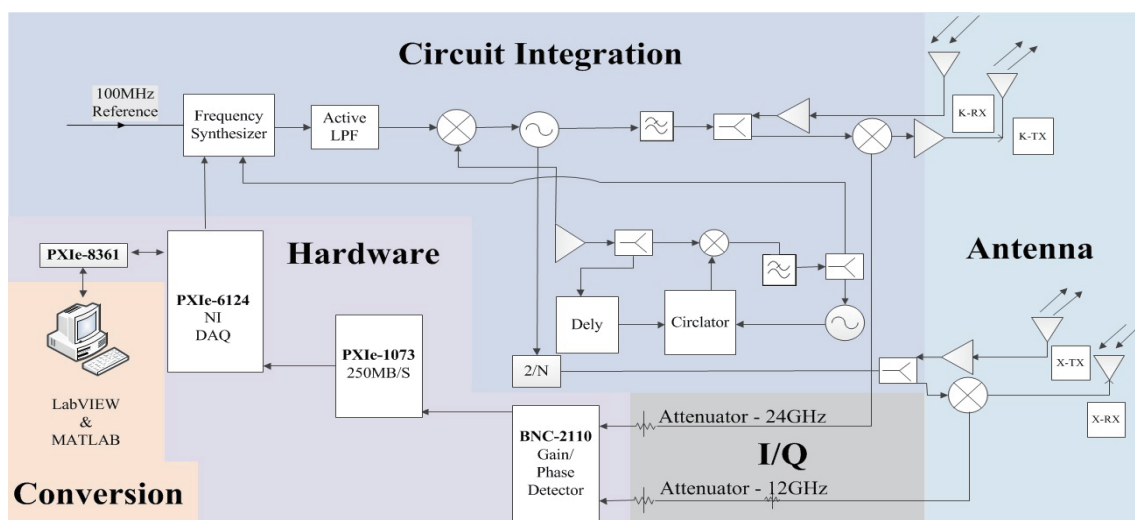 Circuit Integration
100MHz
Reference
Frequency
Synthesizer
Active
LPF
K-RX
K-TX
Hardware
Antenna
PXIe-8361
PXIe-6124
NI
DAQ
PXIe-1073
250MB/S
Dely
Circlator
2/N
X-TX
X-RX
LabVIEW
&
MATLAB
BNC-2110
Gain/
Phase
Detector
Attenuator - 24GHz
I/Q
Attenuator - 12GHz
Conversion